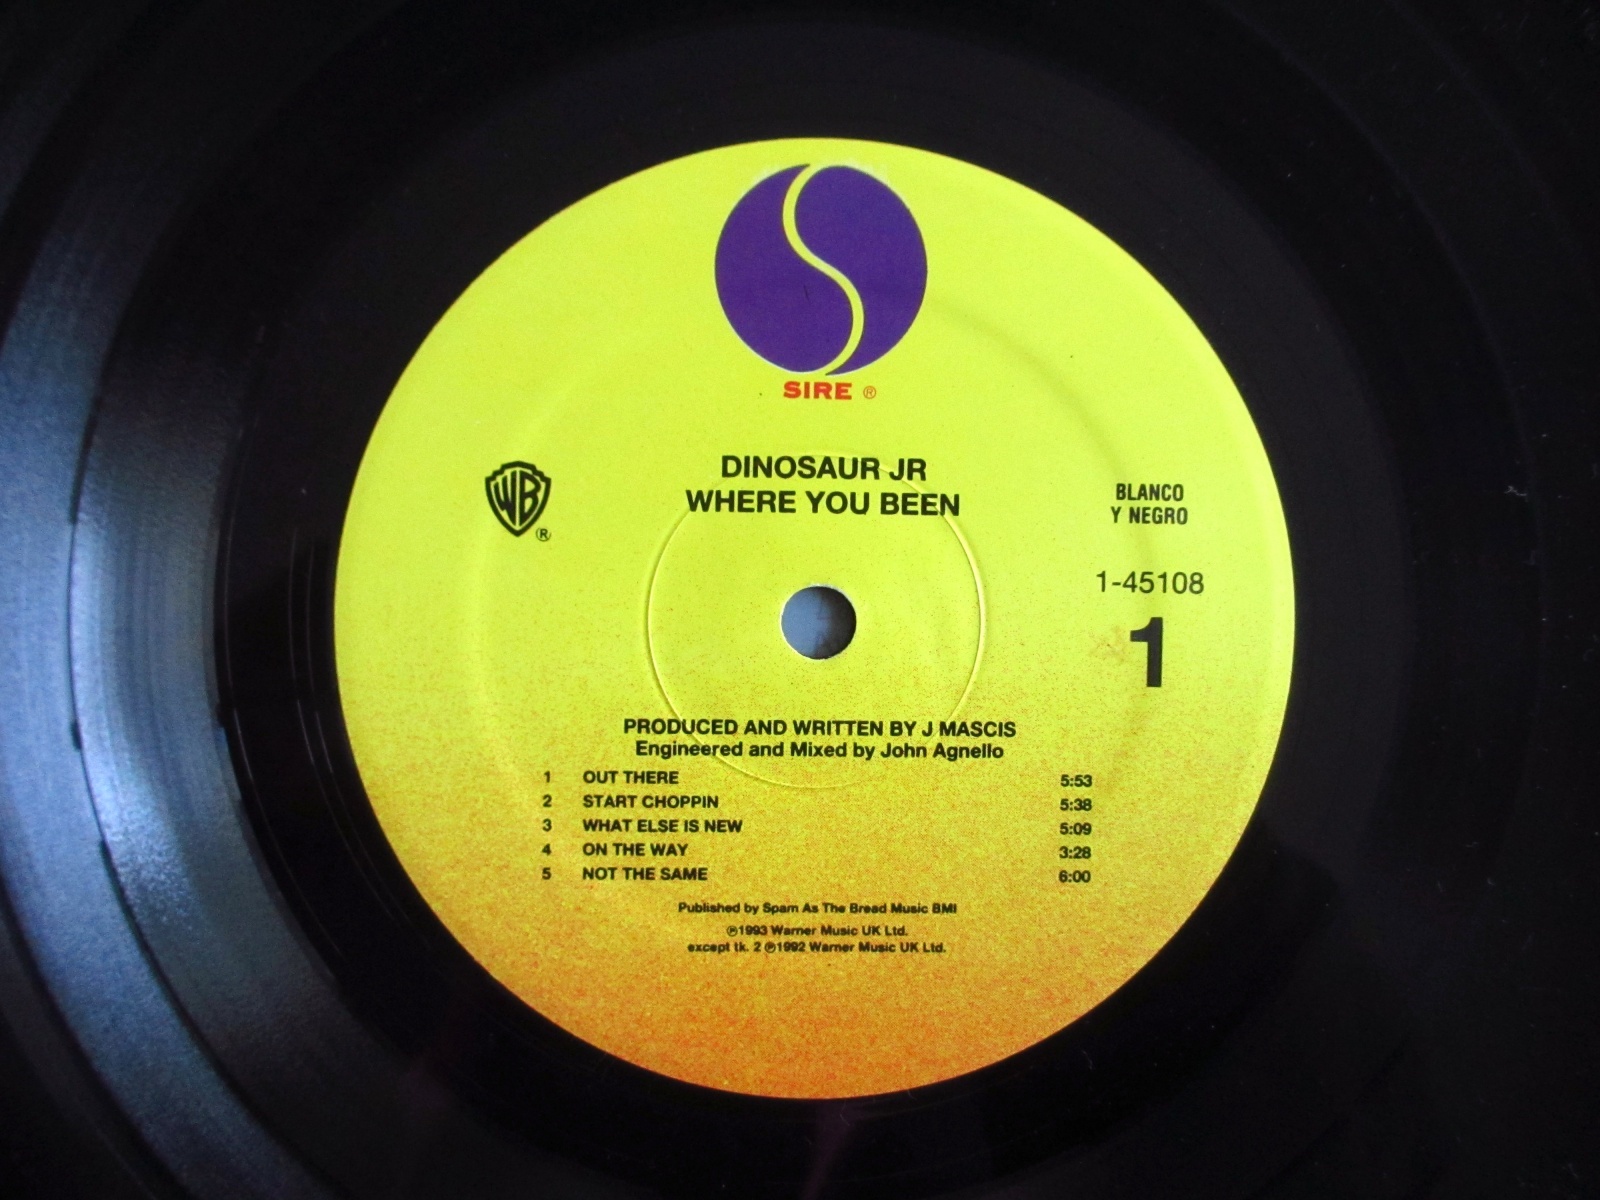 SIRE ®
DINOSAUR JR
WHERE YOU BEEN
WB ®
BLANCO
Y NEGRO
1-45108
1
PRODUCED AND WRITTEN BY J MASCIS
Engineered and Mixed by John Agnello
1 OUT THERE 5:53
2 START CHOPPIN 5:38
3 WHAT ELSE IS NEW 5:09
4 ON THE WAY 3:28
5 NOT THE SAME 6:00
Published by Spam As The Bread Music BMI
℗1993 Warner Music UK Ltd.
except tk. 2 ℗1992 Warner Music UK Ltd.